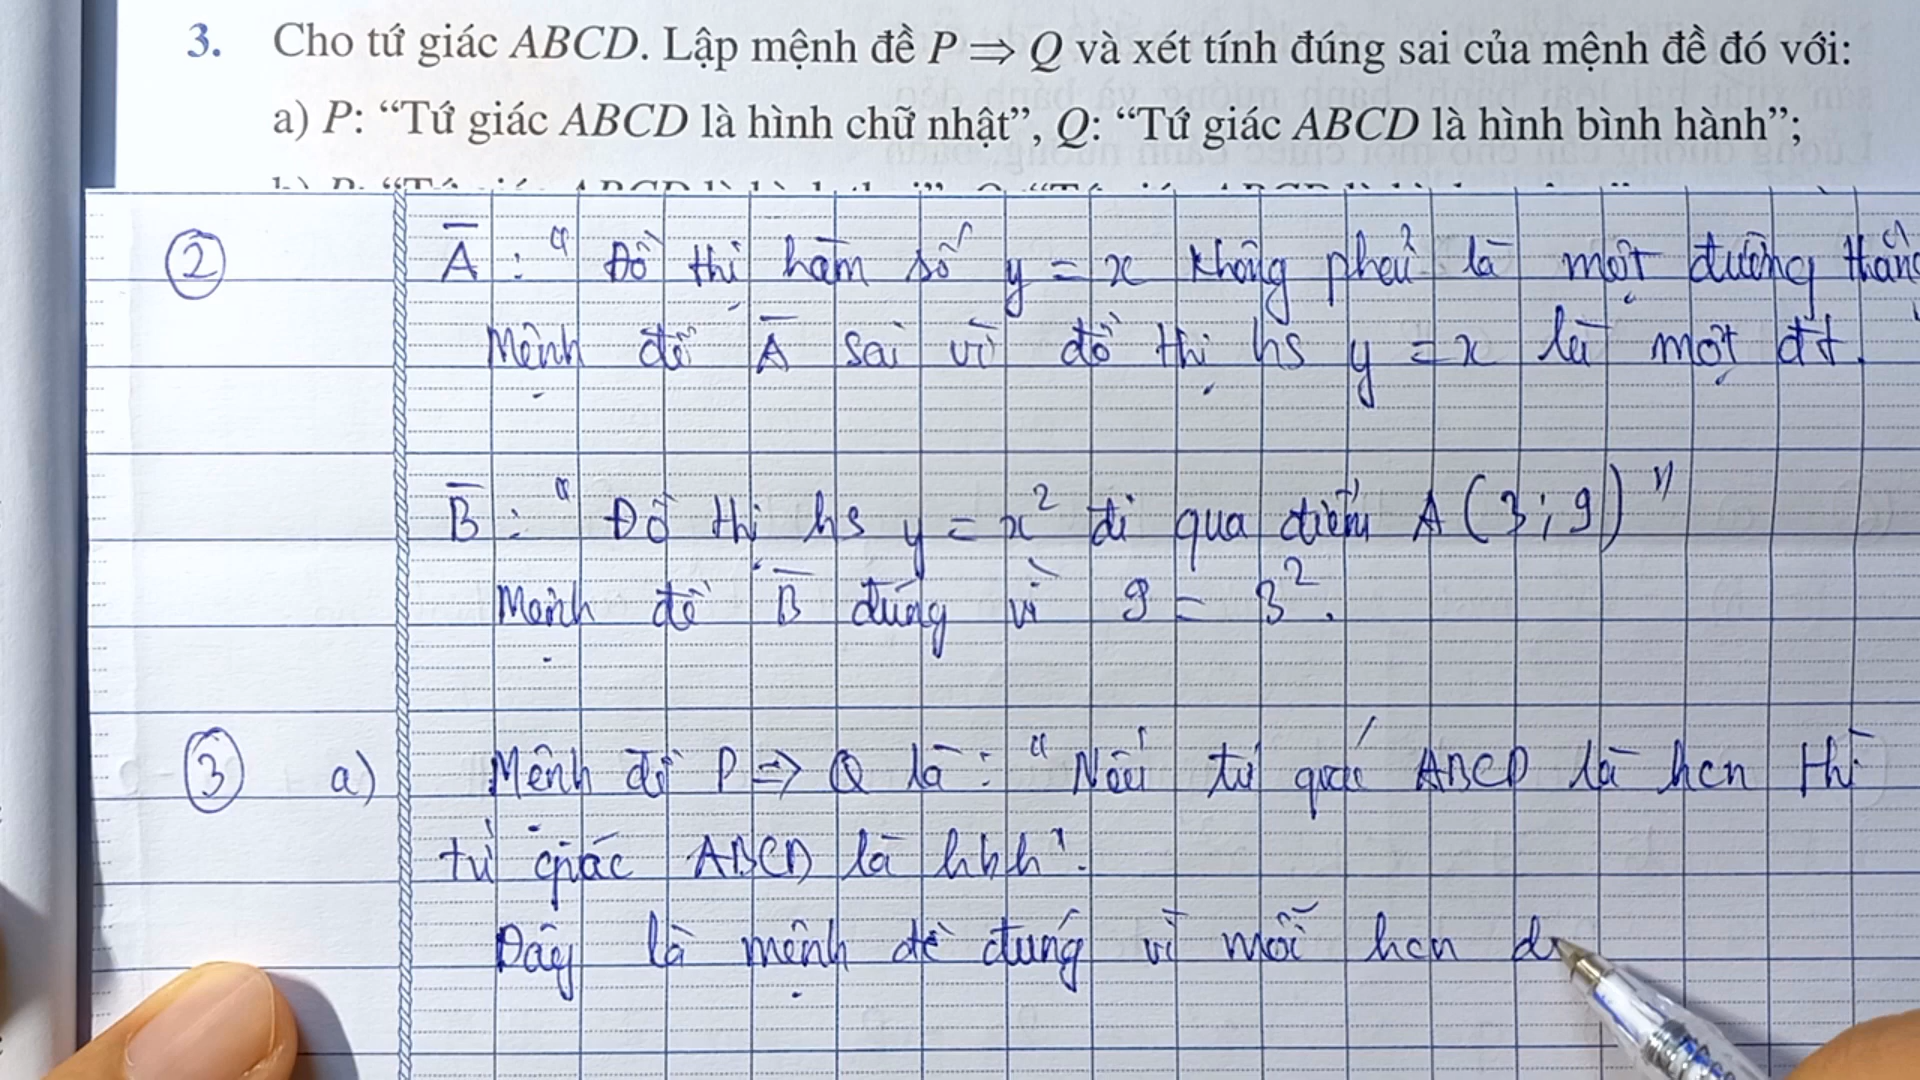 3. Cho tứ giác ABCD. Lập mệnh đề P ⇒ Q và xét tính đúng sai của mệnh đề đó với:
a) P: “Tứ giác ABCD là hình chữ nhật”, Q: “Tứ giác ABCD là hình bình hành”;
② A̅ : “ Đồ thị hàm số y = x không phải là một đường thẳng
Mệnh đề A̅ sai vì đồ thị hs y = x là một đt.
B̅ : “ Đồ thị hs y = x² đi qua điểm A (3 ; 9) ”
Mệnh đề B̅ đúng vì 9 = 3².
③ a) Mệnh đề P ⇒ Q là : “ Nếu tứ giác ABCD là hcn thì
tứ giác ABCD là hbh”.
Đây là mệnh đề đúng vì mỗi hcn